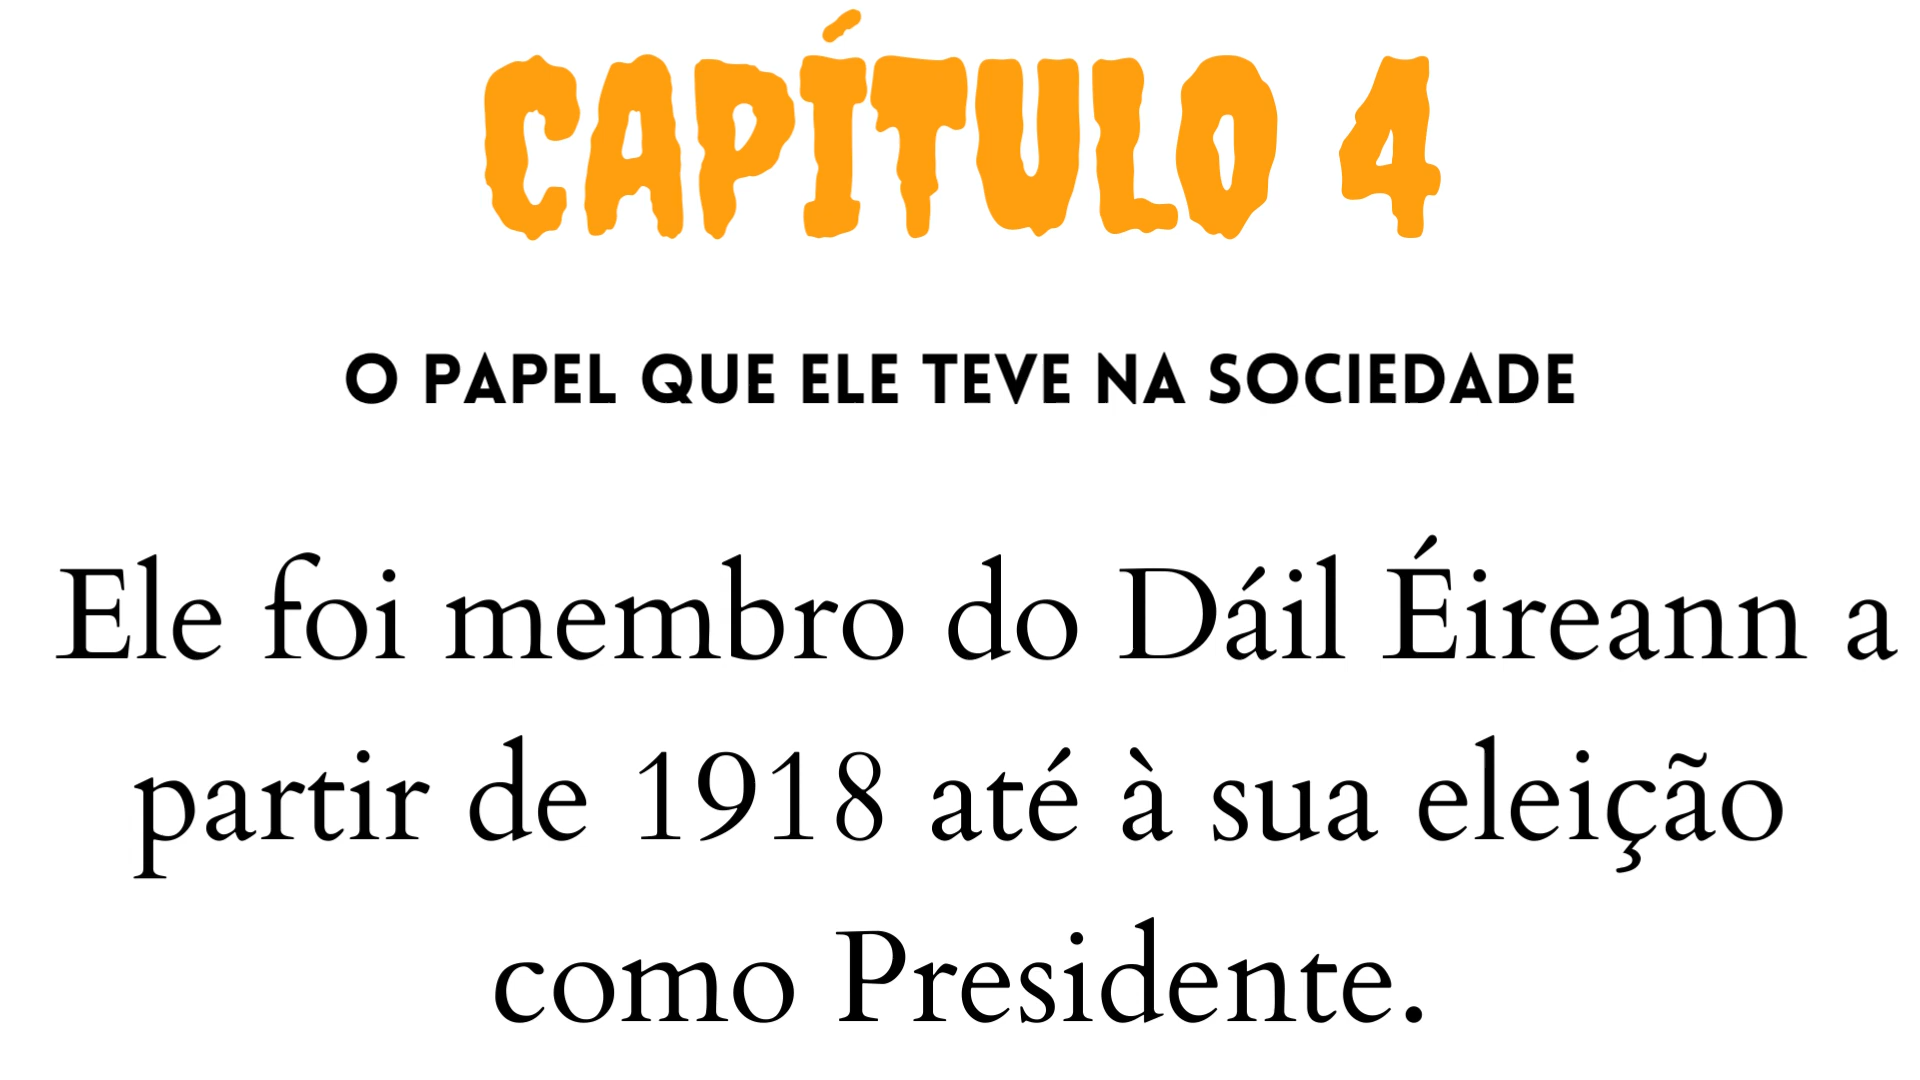 CAPÍTULO 4
O PAPEL QUE ELE TEVE NA SOCIEDADE
Ele foi membro do Dáil Éireann a
partir de 1918 até à sua eleição
como Presidente.